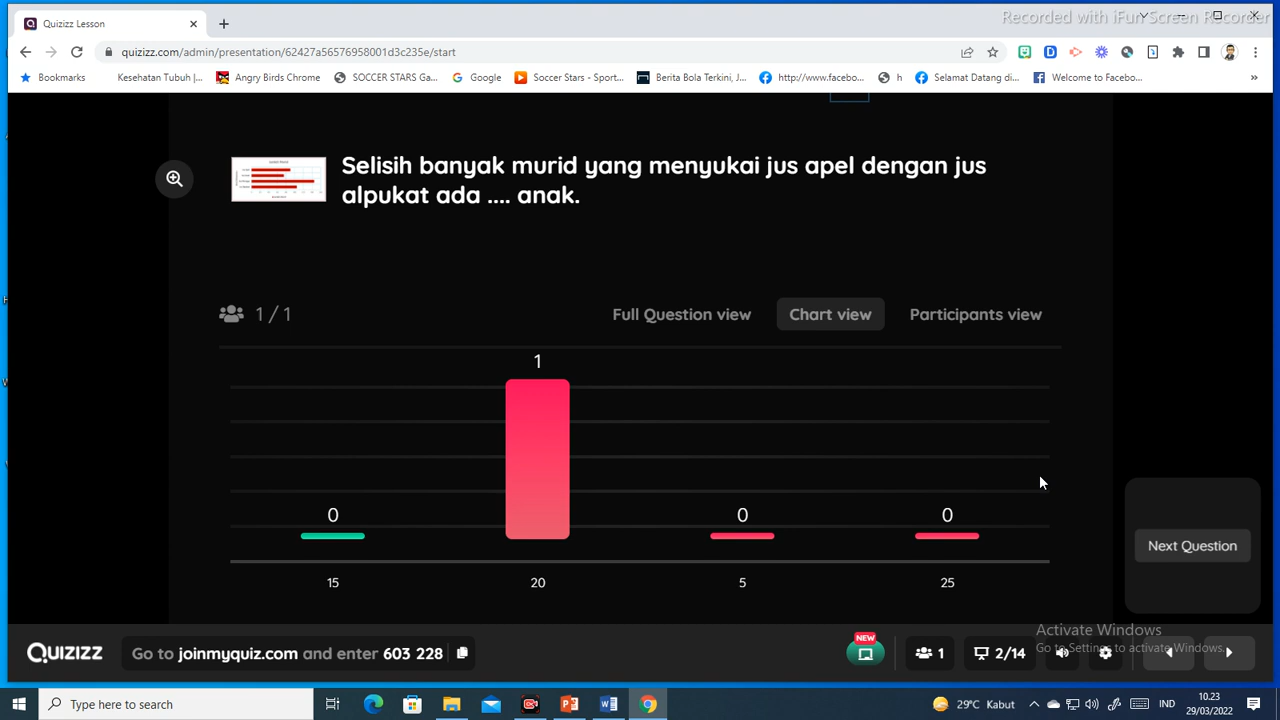 Quizizz Lesson
Recorded with iFun Screen Recorder
quizizz.com/admin/presentation/62427a56576958001d3c235e/start
Bookmarks Kesehatan Tubuh |... Angry Birds Chrome SOCCER STARS Ga... Google Soccer Stars - Sport... Berita Bola Terkini, J... http://www.facebo... h Selamat Datang di... Welcome to Facebo... »
Selisih banyak murid yang menyukai jus apel dengan jus
alpukat ada .... anak.
1 / 1 Full Question view Chart view Participants view
1
0 0 0
15 20 5 25
Next Question
Activate Windows
Go to Settings to activate Windows.
NEW
Quizizz Go to joinmyquiz.com and enter 603 228 1 2/14
Type here to search 29°C Kabut IND 10.23
29/03/2022